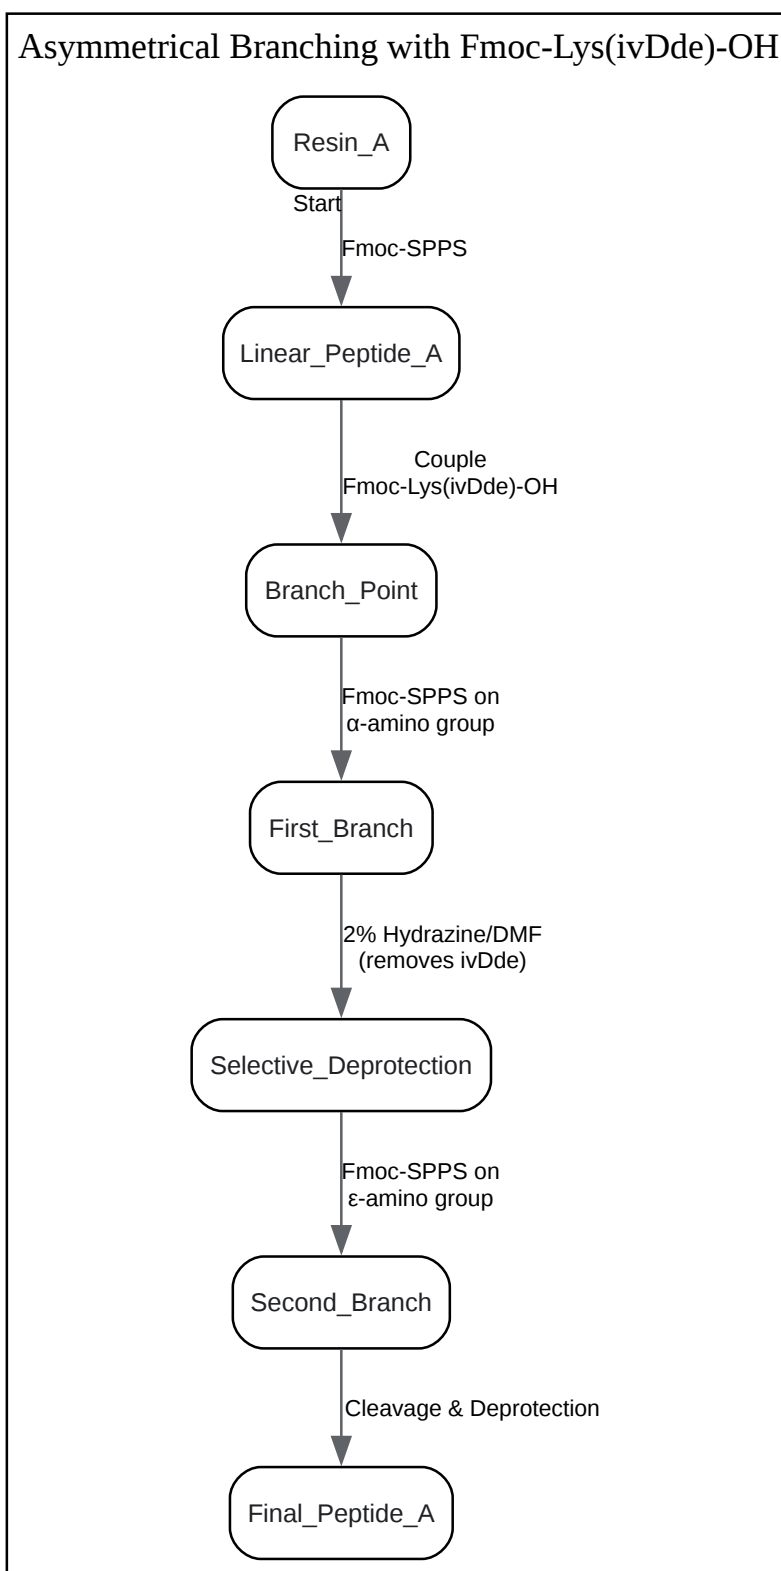 Asymmetrical Branching with Fmoc-Lys(ivDde)-OH
Resin_A
Start
Fmoc-SPPS
Linear_Peptide_A
Couple
Fmoc-Lys(ivDde)-OH
Branch_Point
Fmoc-SPPS on
α-amino group
First_Branch
2% Hydrazine/DMF
(removes ivDde)
Selective_Deprotection
Fmoc-SPPS on
ε-amino group
Second_Branch
Cleavage & Deprotection
Final_Peptide_A